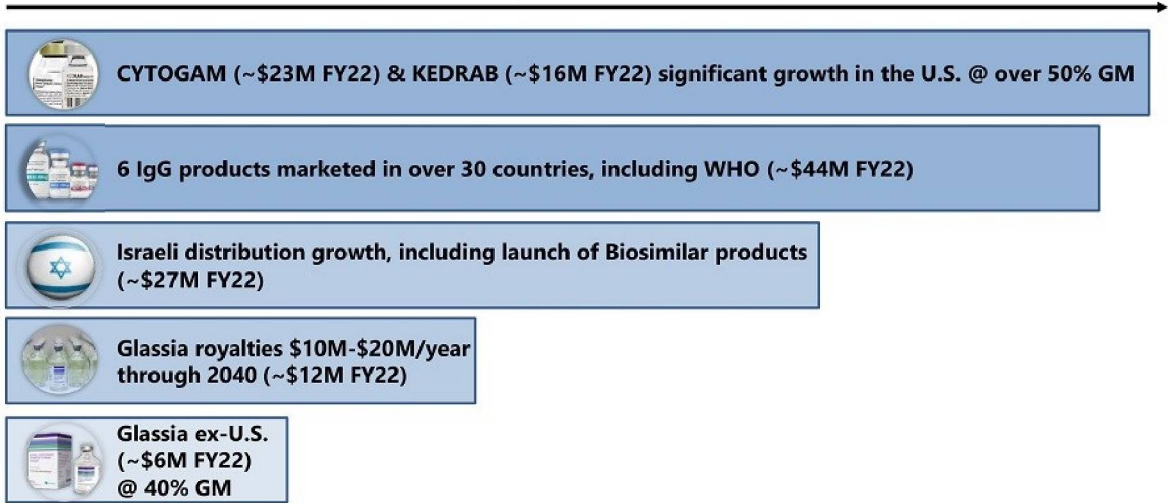 CYTOGAM (~$23M FY22) & KEDRAB (~$16M FY22) significant growth in the U.S. @ over 50% GM
6 IgG products marketed in over 30 countries, including WHO (~$44M FY22)
Israeli distribution growth, including launch of Biosimilar products
(~$27M FY22)
Glassia royalties $10M-$20M/year
through 2040 (~$12M FY22)
Glassia ex-U.S.
(~$6M FY22)
@ 40% GM